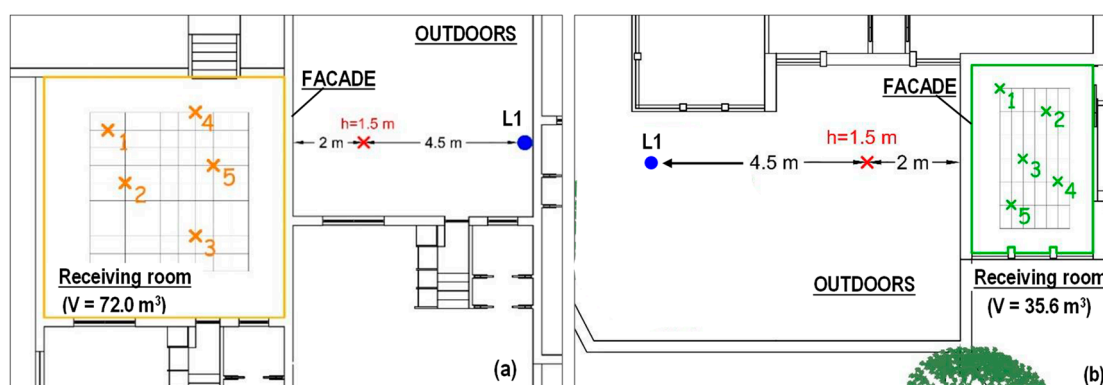 OUTDOORS
FACADE
L1
h=1.5 m
2 m
4.5 m
1
4
5
2
3
Receiving room
(V = 72.0 m³)
(a)
FACADE
L1
h=1.5 m
4.5 m
2 m
1
2
3
4
5
OUTDOORS
Receiving room
(V = 35.6 m³)
(b)